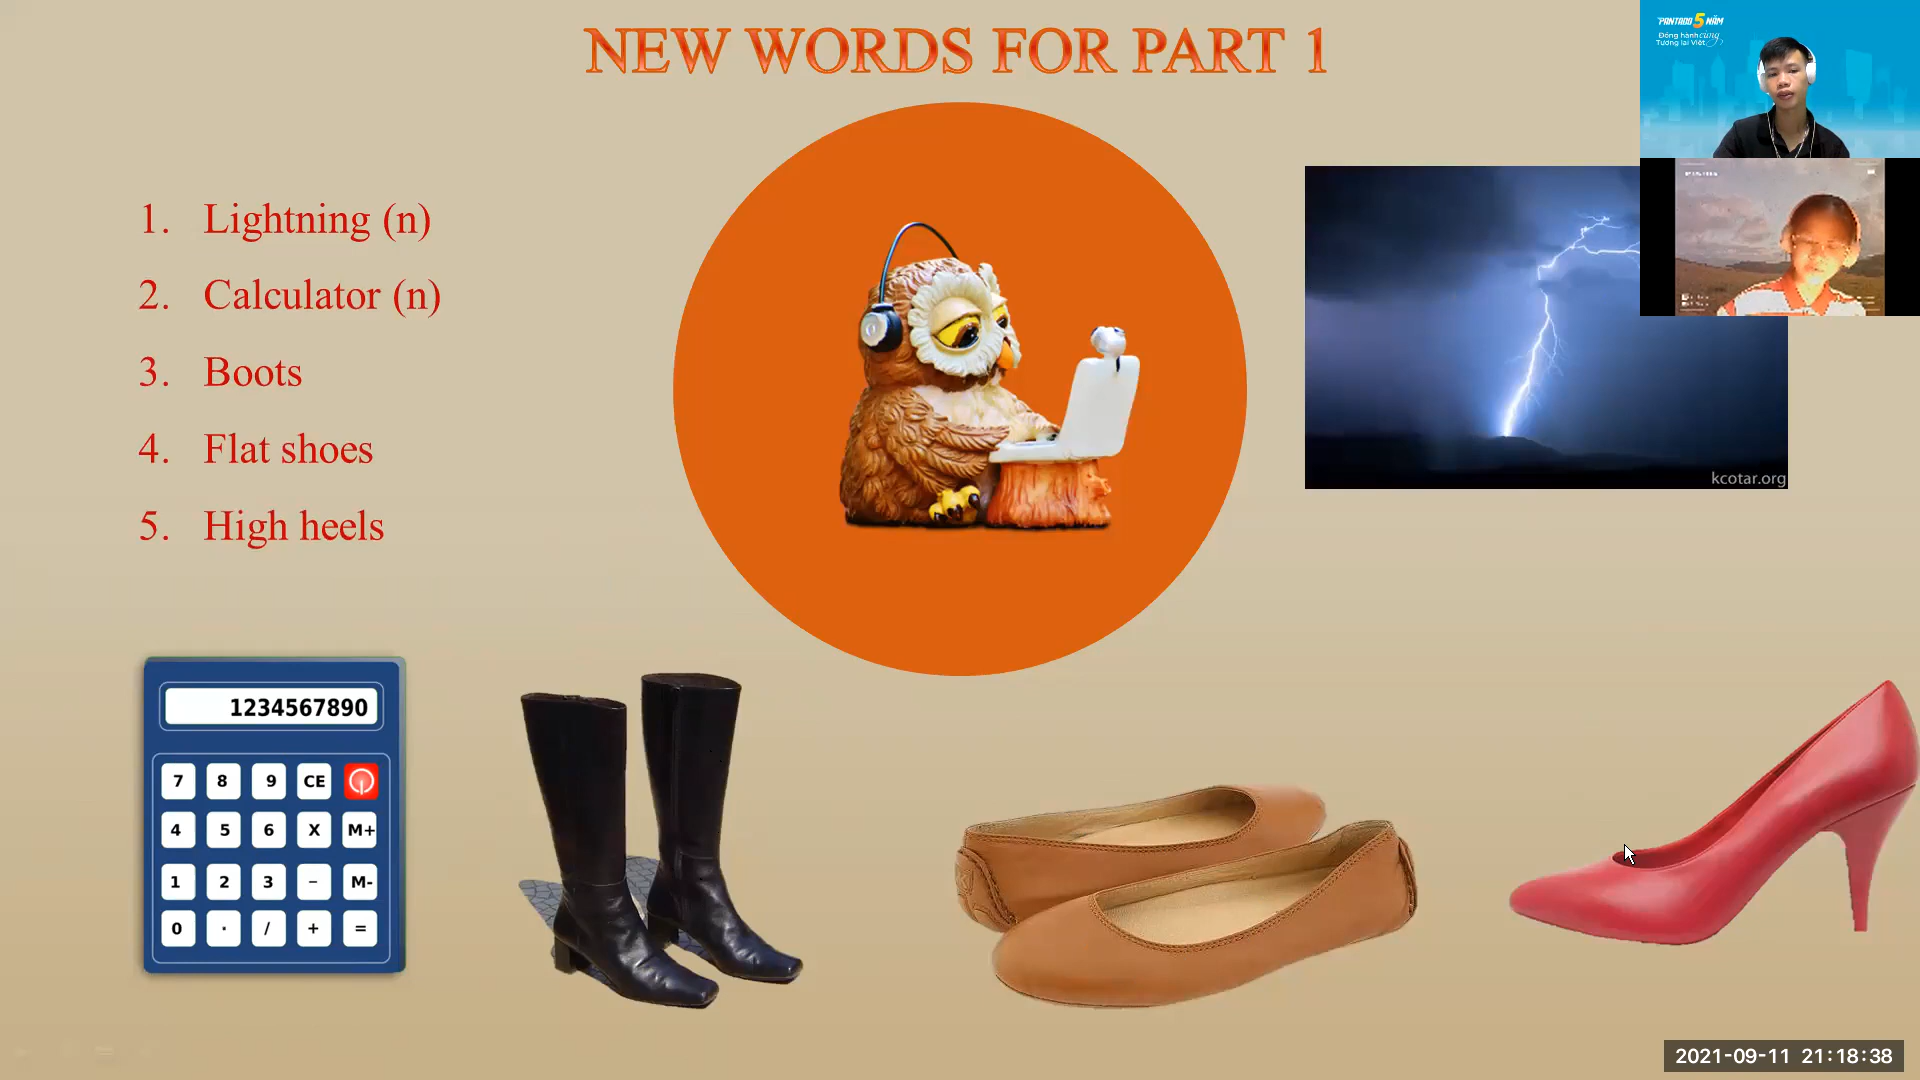 NEW WORDS FOR PART 1
PANTADO 5 NĂM
Đồng hành cùng
Tương lai Việt
1. Lightning (n)
2. Calculator (n)
3. Boots
4. Flat shoes
5. High heels
kcotar.org
1234567890
7 8 9 CE
4 5 6 X M+
1 2 3 − M-
0 · / + =
2021-09-11 21:18:38